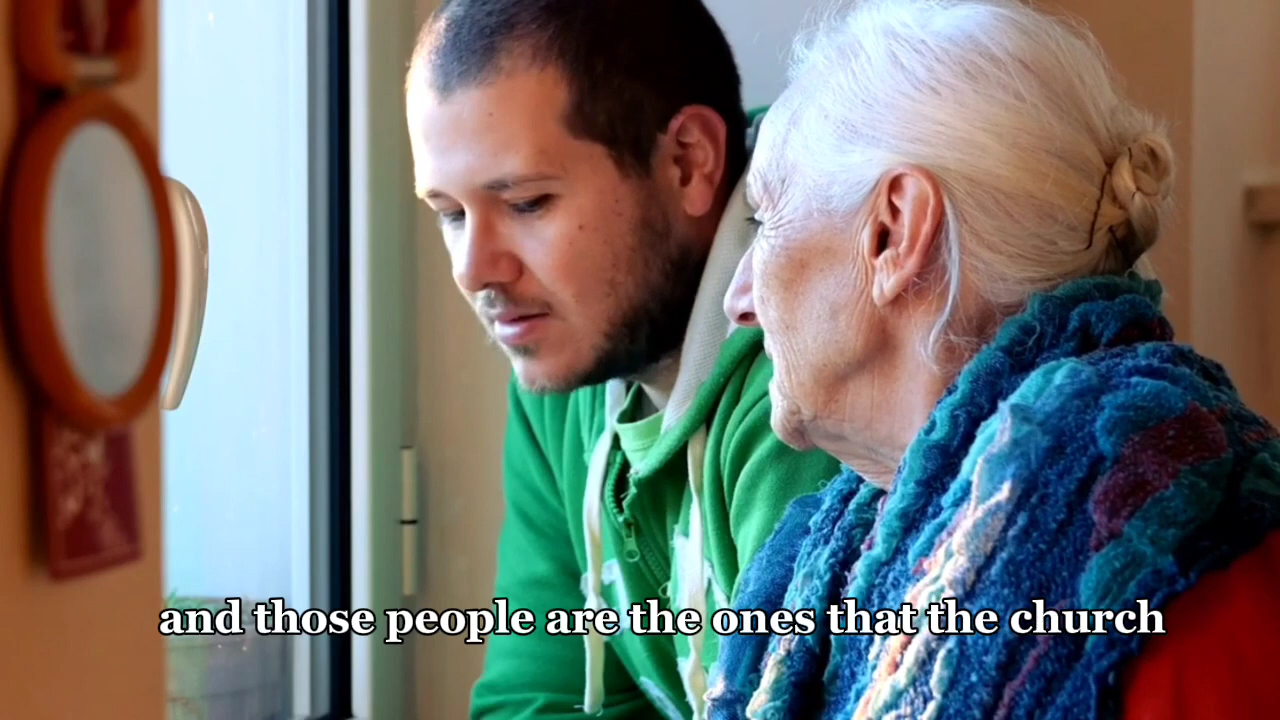 and those people are the ones that the church